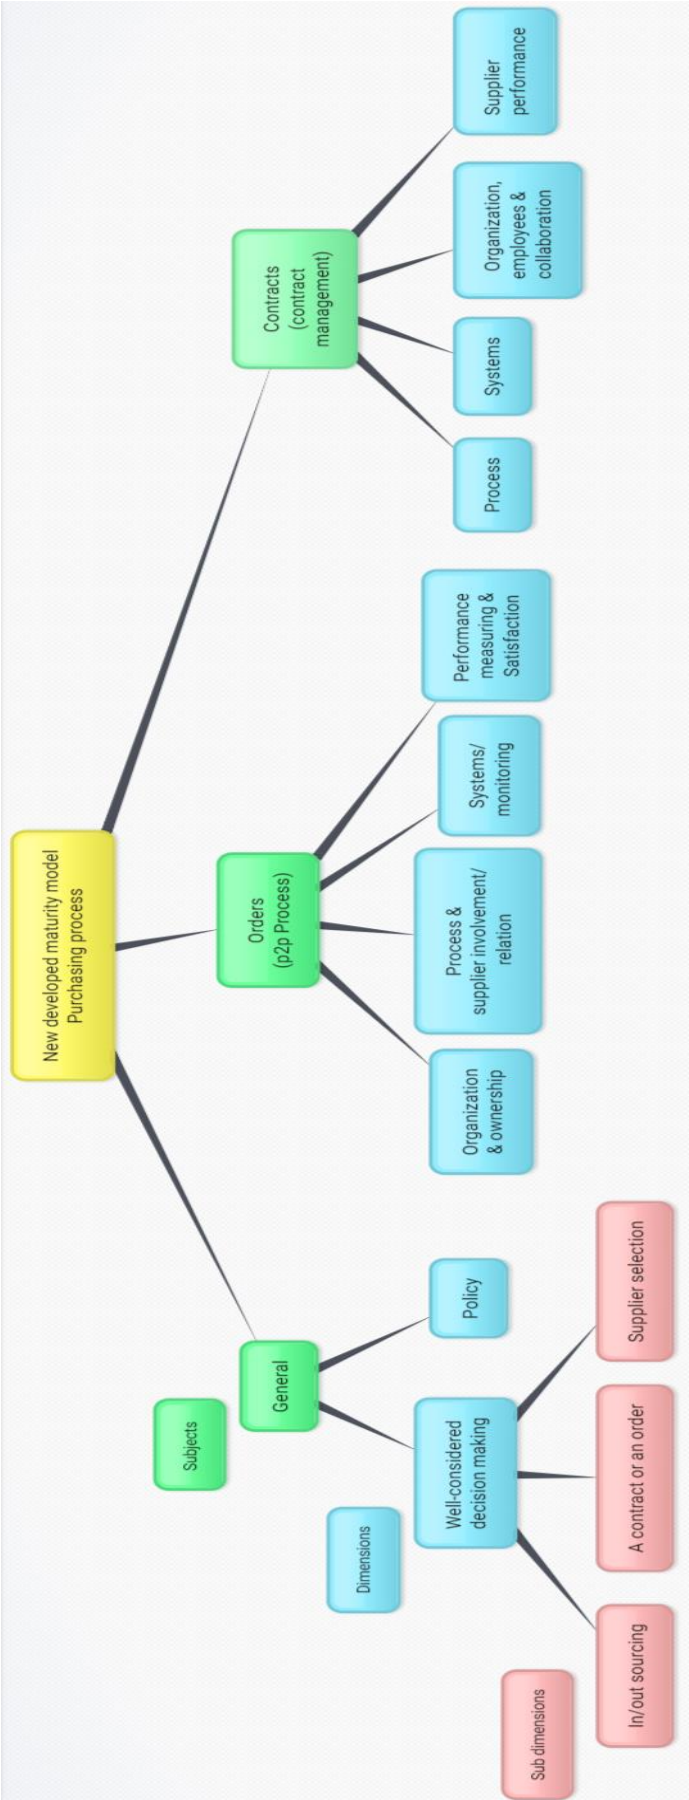 New developed maturity model
Purchasing process
Subjects
General
Orders
(p2p Process)
Contracts
(contract
management)
Dimensions
Well-considered
decision making
Policy
Organization
& ownership
Process &
supplier involvement/
relation
Systems/
monitoring
Performance
measuring &
Satisfaction
Process
Systems
Organization,
employees &
collaboration
Supplier
performance
Sub dimensions
In/out sourcing
A contract or an order
Supplier selection